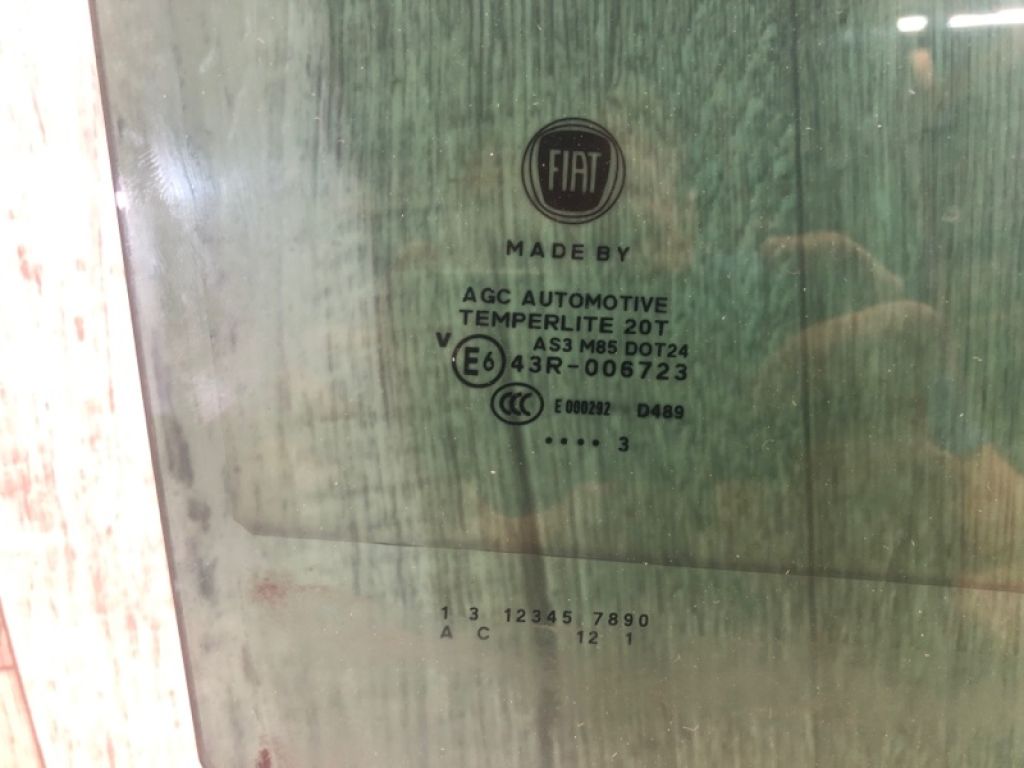 FIAT
MADE BY
AGC AUTOMOTIVE
TEMPERLITE 20T
V AS3 M85 DOT24
E6 43R-006723
CCC E 000292 D489
•••• 3
1 3 12345 7890
A C 12 1